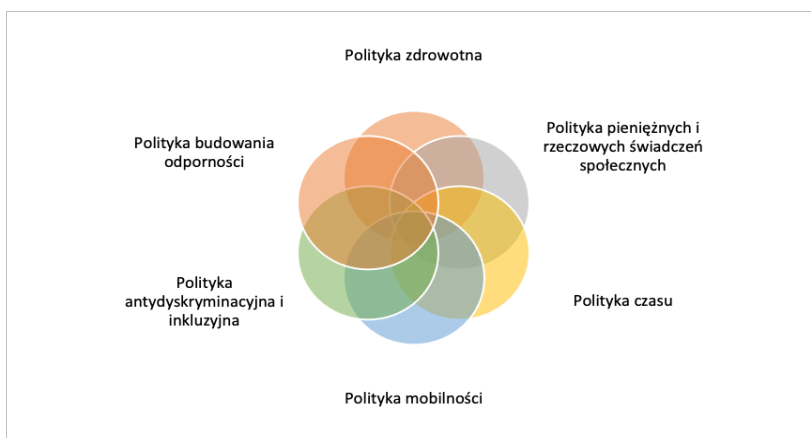 Polityka zdrowotna
Polityka pieniężnych i
rzeczowych świadczeń
społecznych
Polityka czasu
Polityka mobilności
Polityka
antydyskryminacyjna i
inkluzyjna
Polityka budowania
odporności